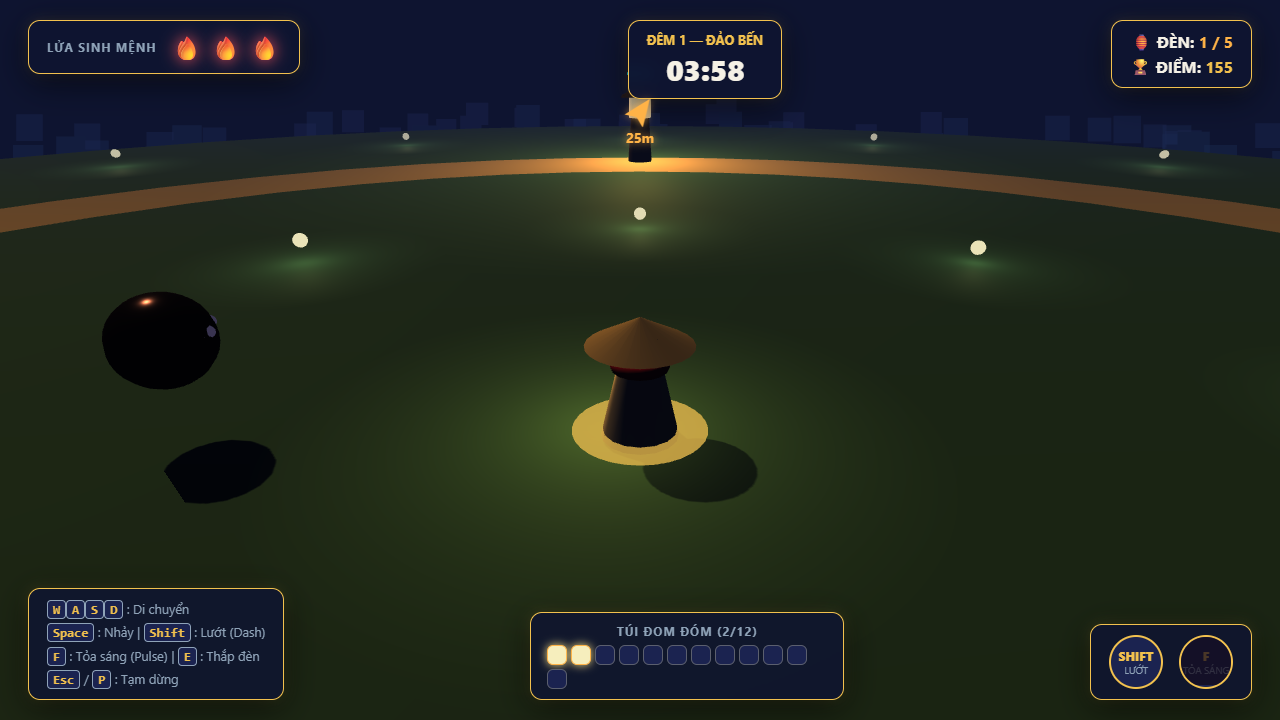 LỬA SINH MỆNH
ĐÊM 1 — ĐẢO BẾN
03:58
ĐÈN: 1 / 5
ĐIỂM: 155
25m
W A S D : Di chuyển
Space : Nhảy | Shift : Lướt (Dash)
F : Tỏa sáng (Pulse) | E : Thắp đèn
Esc / P : Tạm dừng
TÚI ĐOM ĐÓM (2/12)
SHIFT
LƯỚT
F
TỎA SÁNG